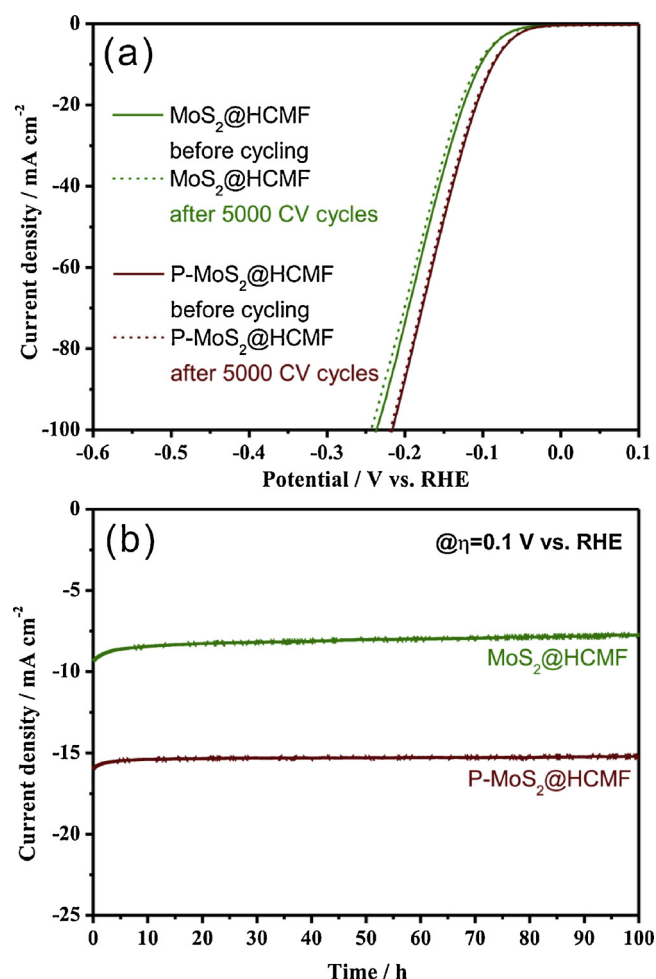 (a)
MoS₂@HCMF
before cycling
MoS₂@HCMF
after 5000 CV cycles
P-MoS₂@HCMF
before cycling
P-MoS₂@HCMF
after 5000 CV cycles
Current density / mA cm⁻²
0
-20
-40
-60
-80
-100
-0.6 -0.5 -0.4 -0.3 -0.2 -0.1 0.0 0.1
Potential / V vs. RHE
(b)
@η=0.1 V vs. RHE
MoS₂@HCMF
P-MoS₂@HCMF
Current density / mA cm⁻²
0
-5
-10
-15
-20
-25
0 10 20 30 40 50 60 70 80 90 100
Time / h